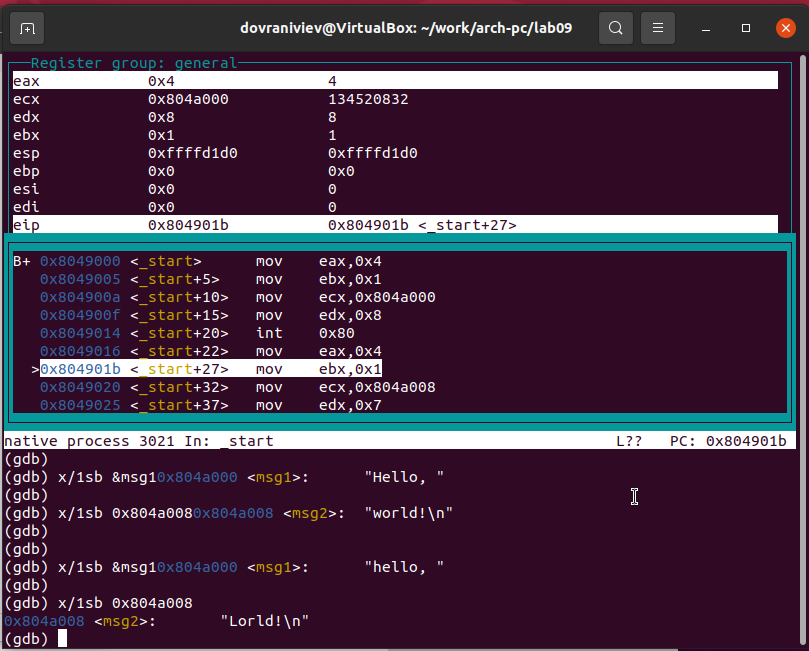 dovraniviev@VirtualBox: ~/work/arch-pc/lab09
Register group: general
eax 0x4 4
ecx 0x804a000 134520832
edx 0x8 8
ebx 0x1 1
esp 0xffffd1d0 0xffffd1d0
ebp 0x0 0x0
esi 0x0 0
edi 0x0 0
eip 0x804901b 0x804901b <_start+27>
B+ 0x8049000 <_start> mov eax,0x4
0x8049005 <_start+5> mov ebx,0x1
0x804900a <_start+10> mov ecx,0x804a000
0x804900f <_start+15> mov edx,0x8
0x8049014 <_start+20> int 0x80
0x8049016 <_start+22> mov eax,0x4
>0x804901b <_start+27> mov ebx,0x1
0x8049020 <_start+32> mov ecx,0x804a008
0x8049025 <_start+37> mov edx,0x7
native process 3021 In: _start L?? PC: 0x804901b
(gdb)
(gdb) x/1sb &msg10x804a000 <msg1>: "Hello, "
(gdb)
(gdb) x/1sb 0x804a0080x804a008 <msg2>: "world!\n"
(gdb)
(gdb)
(gdb) x/1sb &msg10x804a000 <msg1>: "hello, "
(gdb)
(gdb) x/1sb 0x804a008
0x804a008 <msg2>: "Lorld!\n"
(gdb)